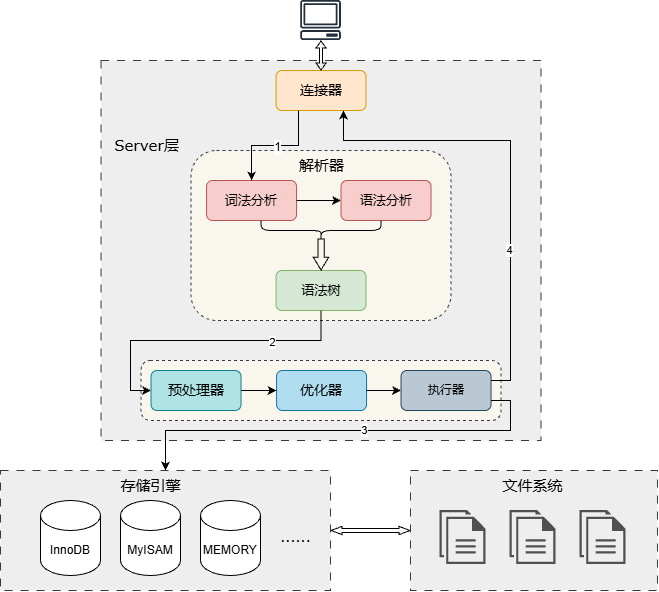 连接器
Server层
1
解析器
词法分析
语法分析
4
语法树
2
预处理器
优化器
执行器
3
存储引擎
文件系统
InnoDB
MyISAM
MEMORY
......